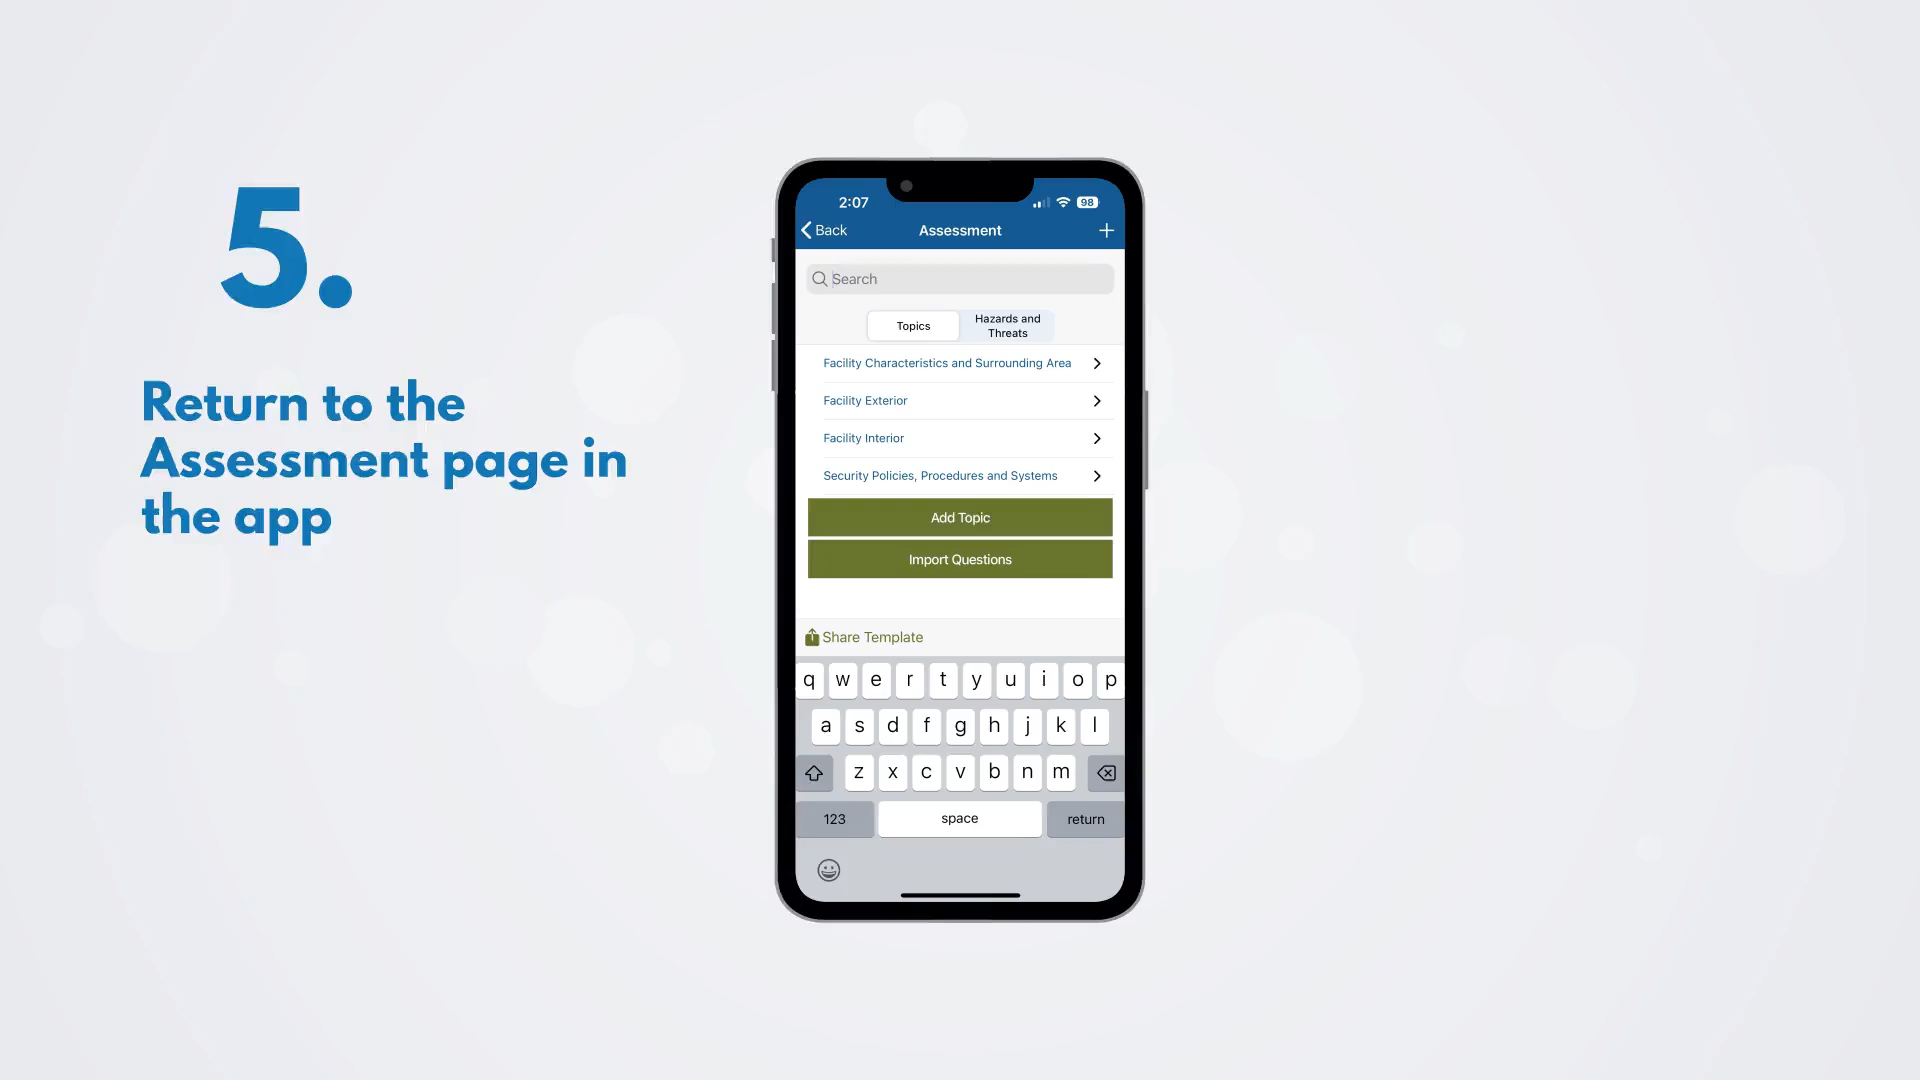 5.
Return to the
Assessment page in
the app
2:07
98
Back
Assessment
Search
Topics
Hazards and
Threats
Facility Characteristics and Surrounding Area
Facility Exterior
Facility Interior
Security Policies, Procedures and Systems
Add Topic
Import Questions
Share Template
q w e r t y u i o p
a s d f g h j k l
z x c v b n m
123 space return